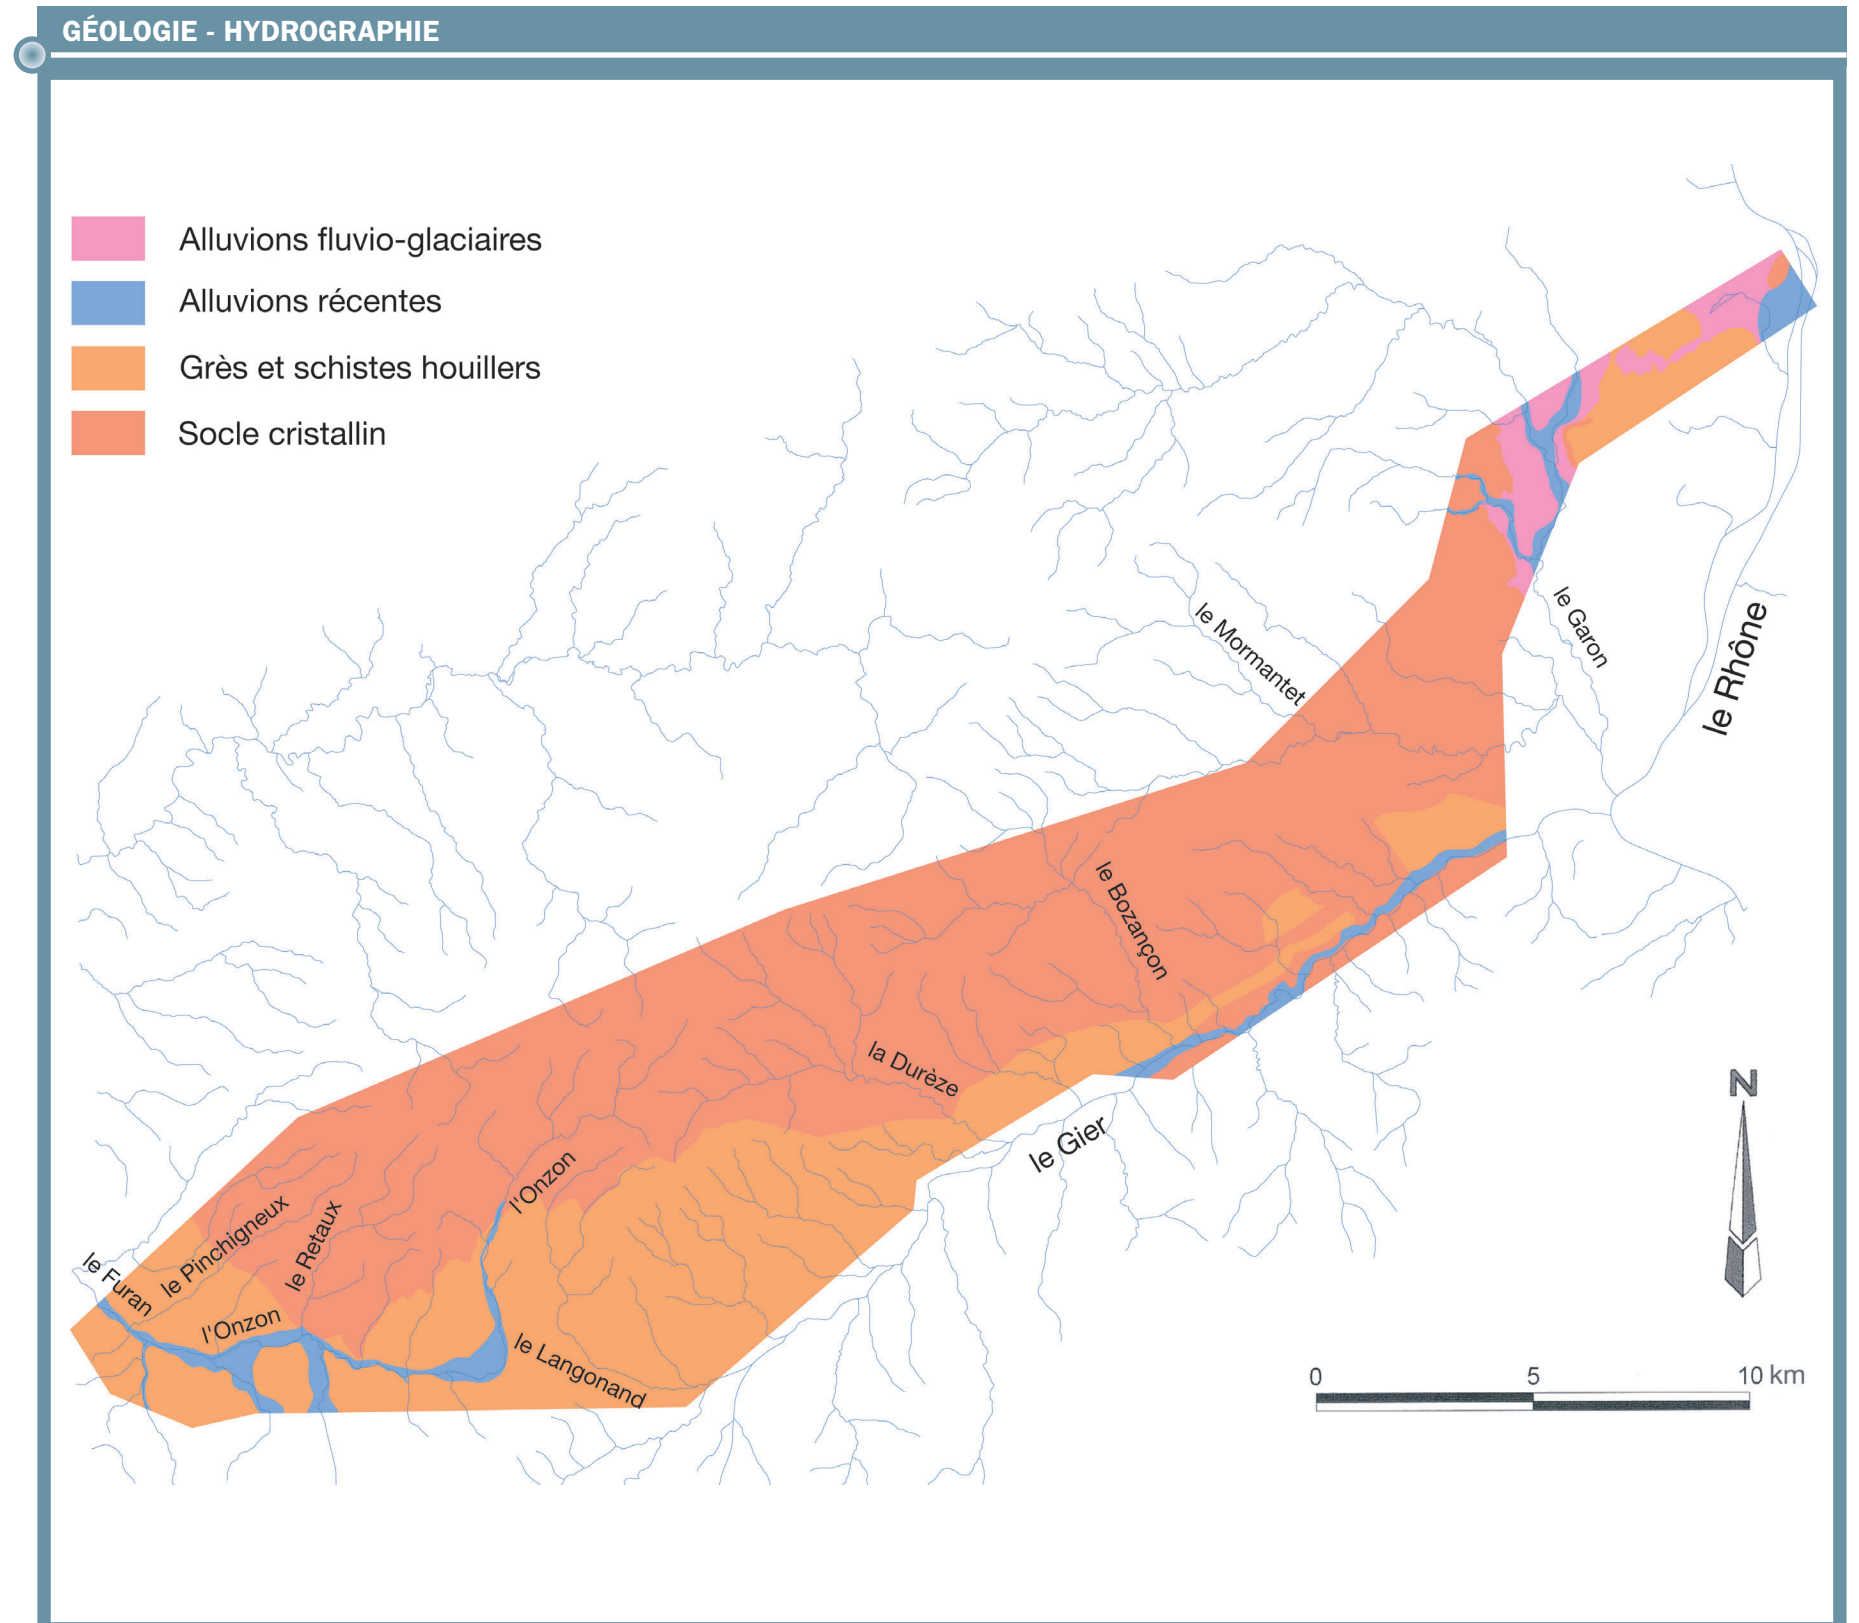 GÉOLOGIE - HYDROGRAPHIE
Alluvions fluvio-glaciaires
Alluvions récentes
Grès et schistes houillers
Socle cristallin
le Mormantet
le Garon
le Rhône
le Bozançon
la Durèze
le Gier
l'Onzon
le Pinchigneux
le Retaux
le Furan
l'Onzon
le Langonand
N
0 5 10 km